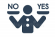 NO YES